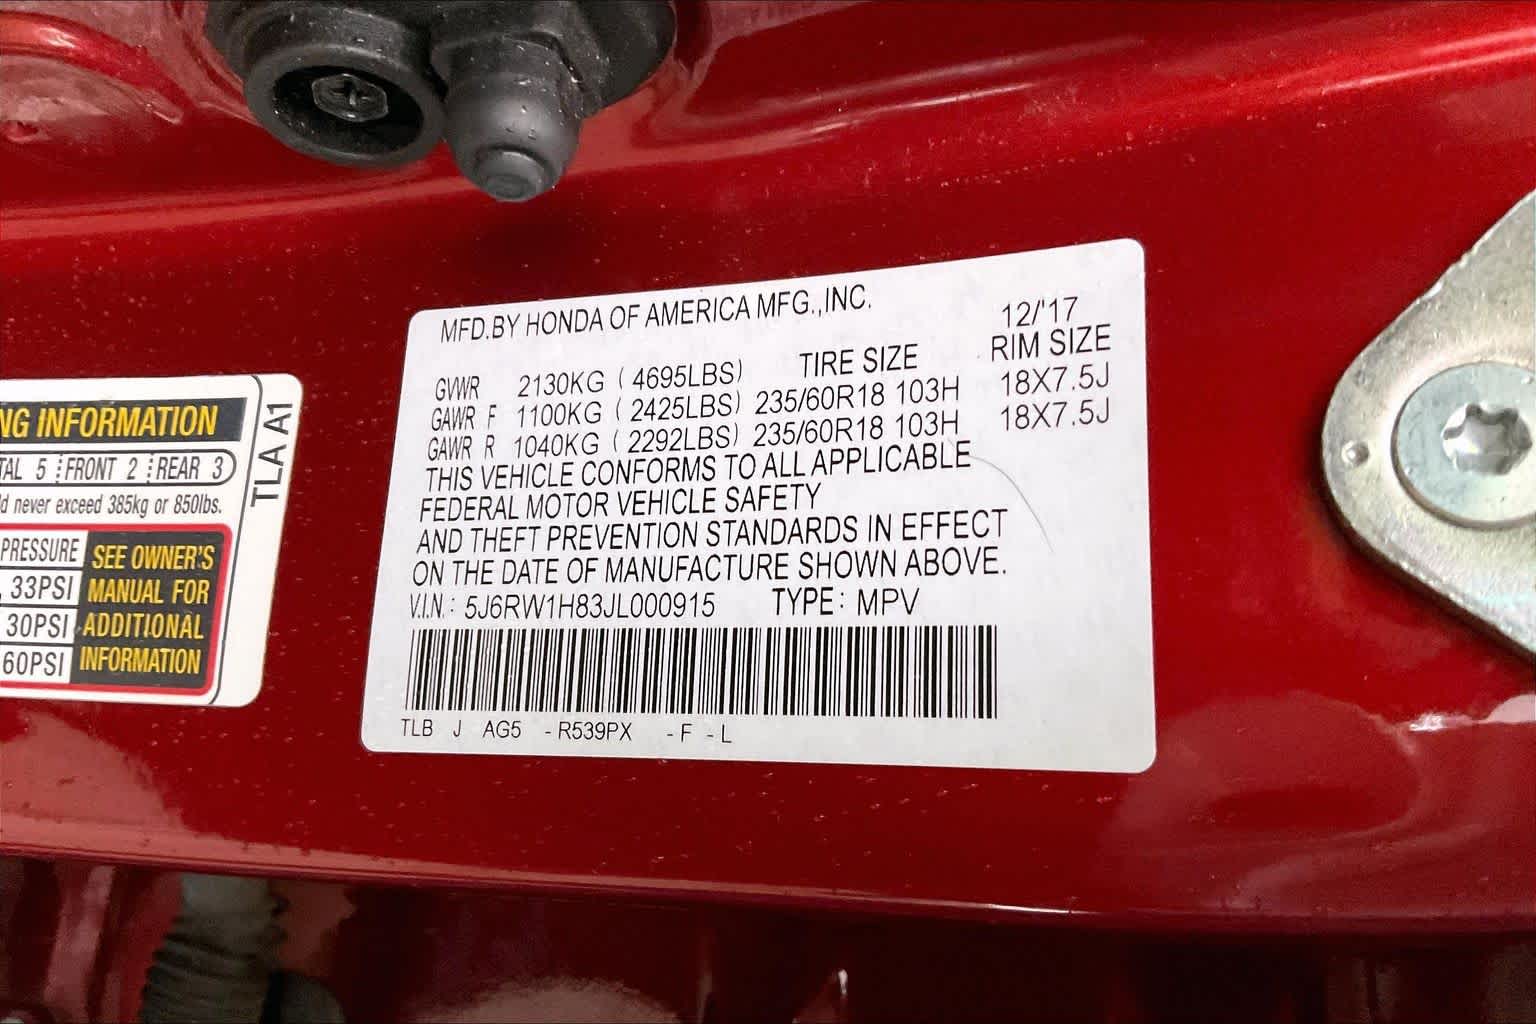 NG INFORMATION
TAL 5 FRONT 2 REAR 3
d never exceed 385kg or 850lbs.
PRESSURE
33PSI
30PSI
60PSI
SEE OWNER'S
MANUAL FOR
ADDITIONAL
INFORMATION
TLA A1
MFD.BY HONDA OF AMERICA MFG.,INC.
12/'17
TIRE SIZE RIM SIZE
GVWR 2130KG ( 4695LBS)
GAWR F 1100KG ( 2425LBS) 235/60R18 103H 18X7.5J
GAWR R 1040KG ( 2292LBS) 235/60R18 103H 18X7.5J
THIS VEHICLE CONFORMS TO ALL APPLICABLE
FEDERAL MOTOR VEHICLE SAFETY
AND THEFT PREVENTION STANDARDS IN EFFECT
ON THE DATE OF MANUFACTURE SHOWN ABOVE.
V.I.N.: 5J6RW1H83JL000915 TYPE: MPV
TLB J AG5 -R539PX -F -L